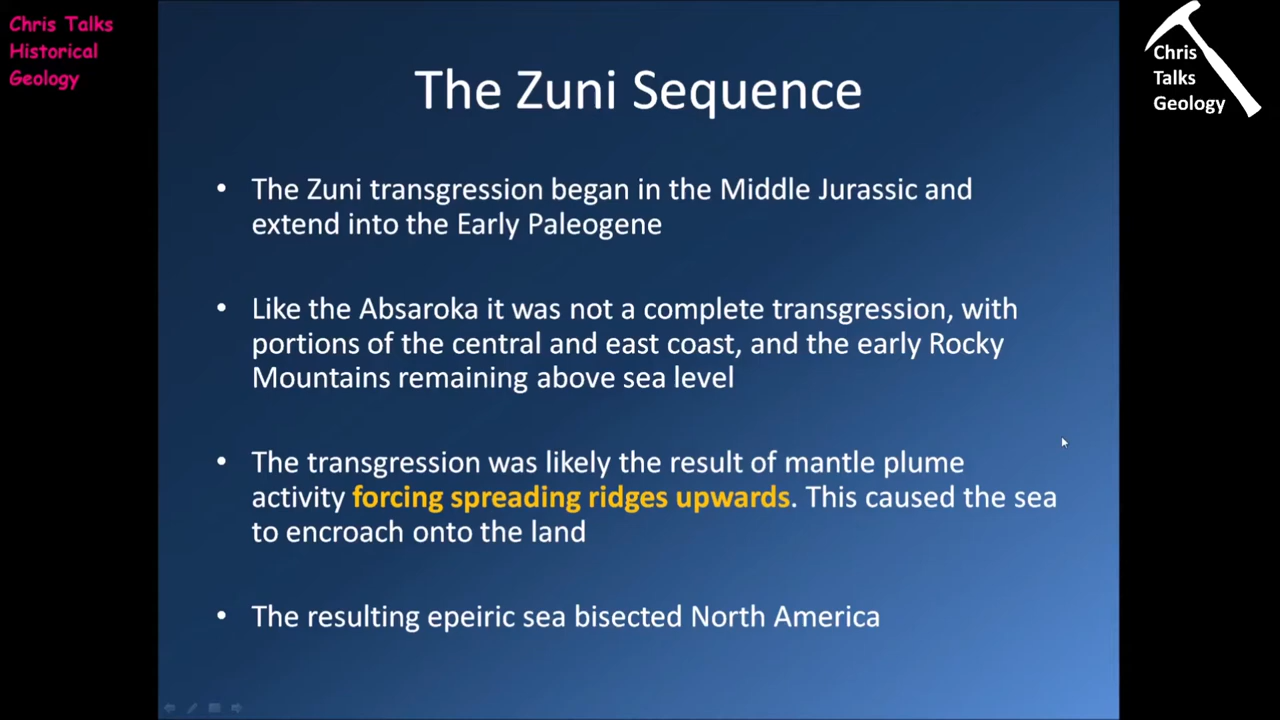 Chris Talks
Historical
Geology
Chris
Talks
Geology
The Zuni Sequence
• The Zuni transgression began in the Middle Jurassic and
extend into the Early Paleogene
• Like the Absaroka it was not a complete transgression, with
portions of the central and east coast, and the early Rocky
Mountains remaining above sea level
• The transgression was likely the result of mantle plume
activity forcing spreading ridges upwards. This caused the sea
to encroach onto the land
• The resulting epeiric sea bisected North America